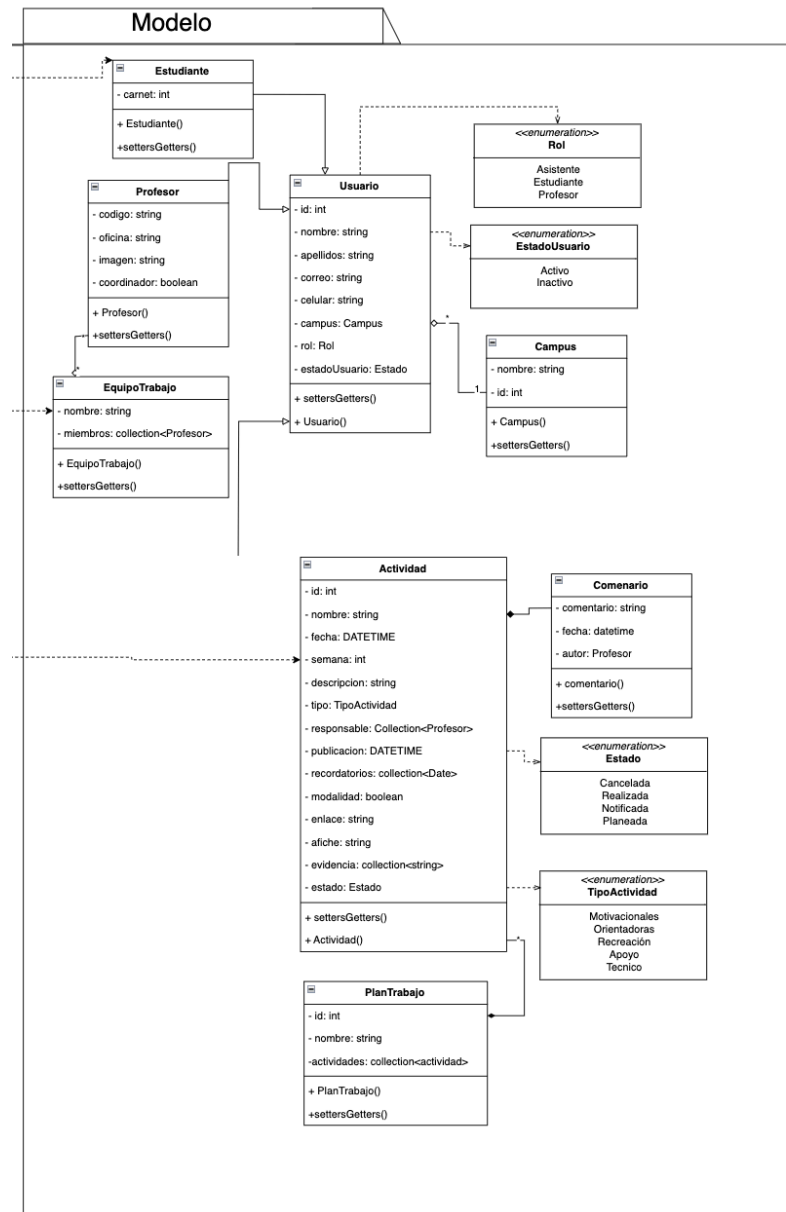 Modelo
Estudiante
- carnet: int
+ Estudiante()
+settersGetters()
<<enumeration>>
Rol
Asistente
Estudiante
Profesor
Profesor
- codigo: string
- oficina: string
- imagen: string
- coordinador: boolean
+ Profesor()
+settersGetters()
Usuario
- id: int
- nombre: string
- apellidos: string
- correo: string
- celular: string
- campus: Campus
- rol: Rol
- estadoUsuario: Estado
+ settersGetters()
+ Usuario()
<<enumeration>>
EstadoUsuario
Activo
Inactivo
*
1
Campus
- nombre: string
- id: int
+ Campus()
+settersGetters()
*
EquipoTrabajo
- nombre: string
- miembros: collection<Profesor>
+ EquipoTrabajo()
+settersGetters()
Actividad
- id: int
- nombre: string
- fecha: DATETIME
- semana: int
- descripcion: string
- tipo: TipoActividad
- responsable: Collection<Profesor>
- publicacion: DATETIME
- recordatorios: collection<Date>
- modalidad: boolean
- enlace: string
- afiche: string
- evidencia: collection<string>
- estado: Estado
+ settersGetters()
+ Actividad()
Comenario
- comentario: string
- fecha: datetime
- autor: Profesor
+ comentario()
+settersGetters()
<<enumeration>>
Estado
Cancelada
Realizada
Notificada
Planeada
<<enumeration>>
TipoActividad
Motivacionales
Orientadoras
Recreación
Apoyo
Tecnico
*
PlanTrabajo
- id: int
- nombre: string
-actividades: collection<actividad>
+ PlanTrabajo()
+settersGetters()